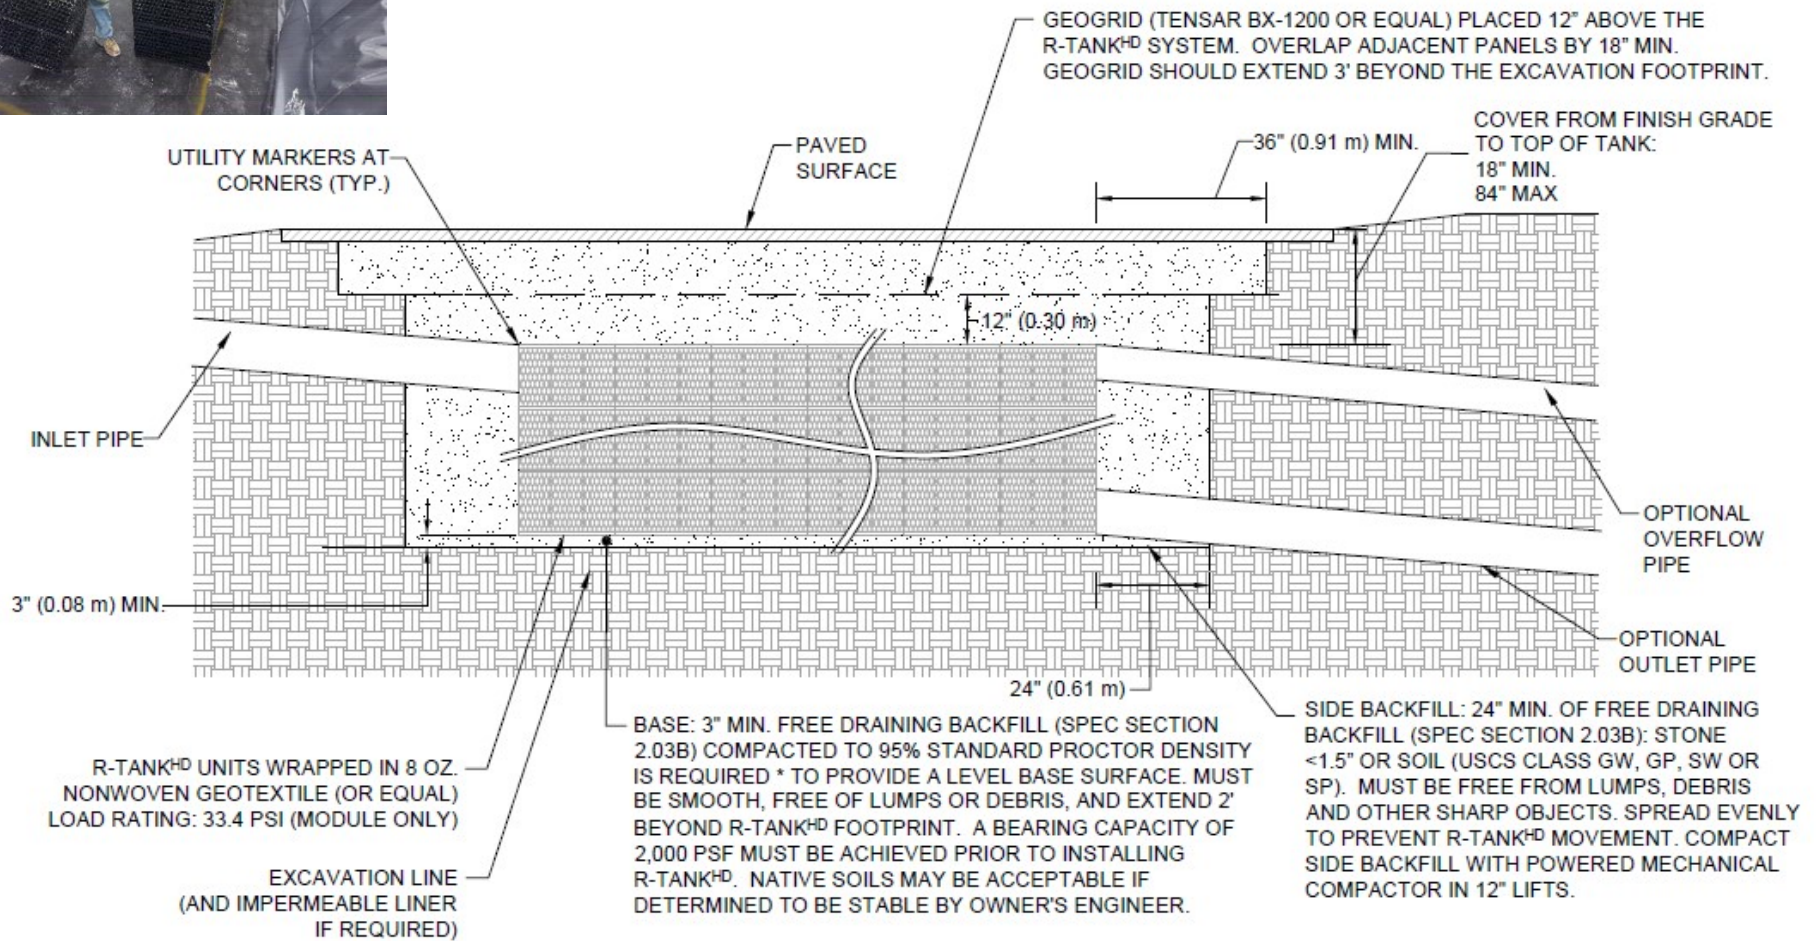 GEOGRID (TENSAR BX-1200 OR EQUAL) PLACED 12" ABOVE THE
R-TANKᴴᴰ SYSTEM. OVERLAP ADJACENT PANELS BY 18" MIN.
GEOGRID SHOULD EXTEND 3' BEYOND THE EXCAVATION FOOTPRINT.
COVER FROM FINISH GRADE
TO TOP OF TANK:
18" MIN.
84" MAX
36" (0.91 m) MIN.
PAVED
SURFACE
UTILITY MARKERS AT
CORNERS (TYP.)
12" (0.30 m)
INLET PIPE
OPTIONAL
OVERFLOW
PIPE
3" (0.08 m) MIN.
OPTIONAL
OUTLET PIPE
24" (0.61 m)
R-TANKᴴᴰ UNITS WRAPPED IN 8 OZ.
NONWOVEN GEOTEXTILE (OR EQUAL)
LOAD RATING: 33.4 PSI (MODULE ONLY)
EXCAVATION LINE
(AND IMPERMEABLE LINER
IF REQUIRED)
BASE: 3" MIN. FREE DRAINING BACKFILL (SPEC SECTION
2.03B) COMPACTED TO 95% STANDARD PROCTOR DENSITY
IS REQUIRED * TO PROVIDE A LEVEL BASE SURFACE. MUST
BE SMOOTH, FREE OF LUMPS OR DEBRIS, AND EXTEND 2'
BEYOND R-TANKᴴᴰ FOOTPRINT. A BEARING CAPACITY OF
2,000 PSF MUST BE ACHIEVED PRIOR TO INSTALLING
R-TANKᴴᴰ. NATIVE SOILS MAY BE ACCEPTABLE IF
DETERMINED TO BE STABLE BY OWNER'S ENGINEER.
SIDE BACKFILL: 24" MIN. OF FREE DRAINING
BACKFILL (SPEC SECTION 2.03B): STONE
<1.5" OR SOIL (USCS CLASS GW, GP, SW OR
SP). MUST BE FREE FROM LUMPS, DEBRIS
AND OTHER SHARP OBJECTS. SPREAD EVENLY
TO PREVENT R-TANKᴴᴰ MOVEMENT. COMPACT
SIDE BACKFILL WITH POWERED MECHANICAL
COMPACTOR IN 12" LIFTS.